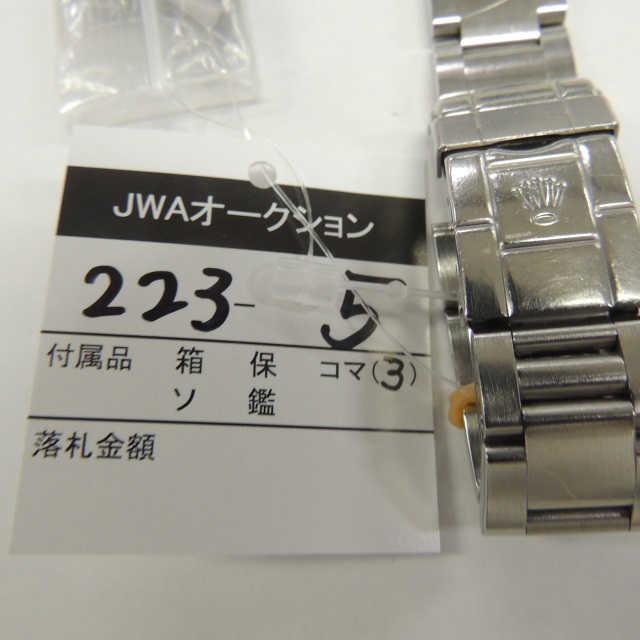 JWAオークション
223-5
付属品 箱 保 コマ(3)
ソ 鑑
落札金額